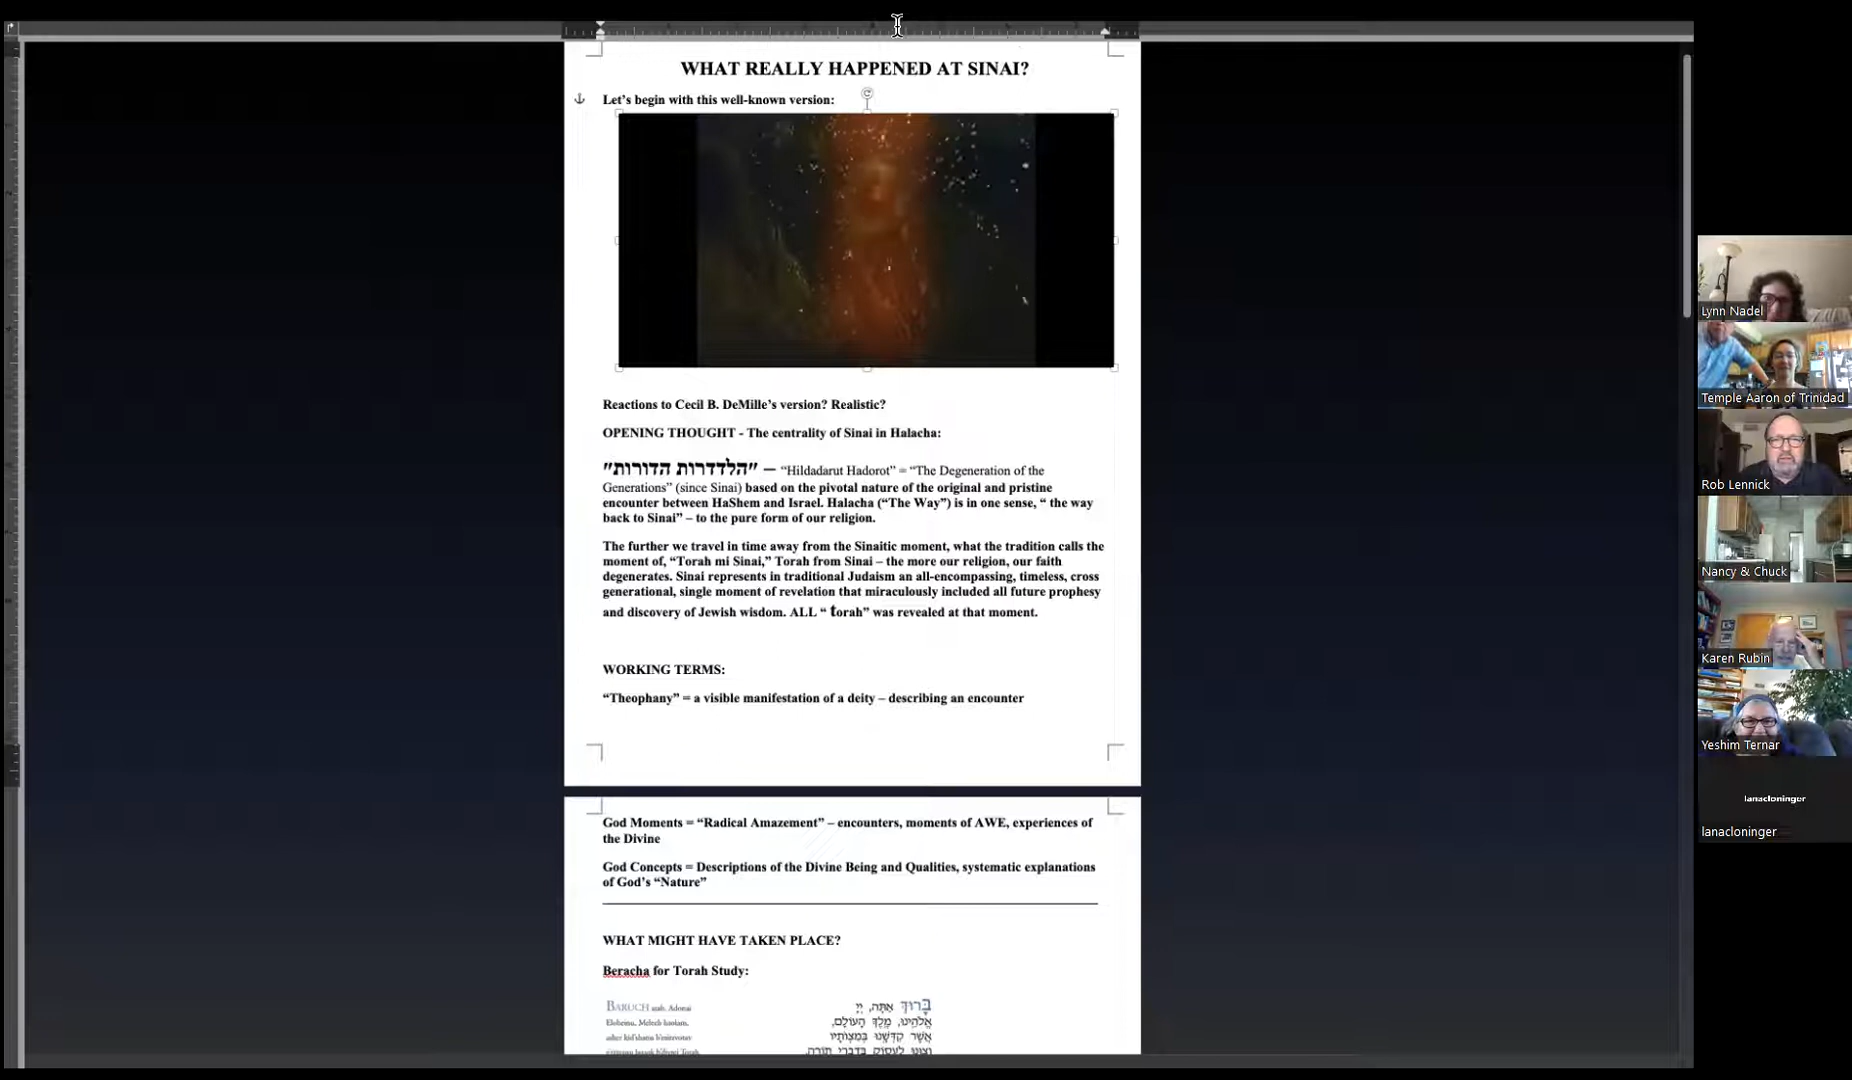 WHAT REALLY HAPPENED AT SINAI?
Let’s begin with this well-known version:
Reactions to Cecil B. DeMille’s version? Realistic?
OPENING THOUGHT - The centrality of Sinai in Halacha:
"הלדדרות הדורות" – “Hildadarut Hadorot” = “The Degeneration of the
Generations” (since Sinai) based on the pivotal nature of the original and pristine
encounter between HaShem and Israel. Halacha (“The Way”) is in one sense, “ the way
back to Sinai” – to the pure form of our religion.
The further we travel in time away from the Sinaitic moment, what the tradition calls the
moment of, “Torah mi Sinai,” Torah from Sinai – the more our religion, our faith
degenerates. Sinai represents in traditional Judaism an all-encompassing, timeless, cross
generational, single moment of revelation that miraculously included all future prophesy
and discovery of Jewish wisdom. ALL “ torah” was revealed at that moment.
WORKING TERMS:
“Theophany” = a visible manifestation of a deity – describing an encounter
God Moments = “Radical Amazement” – encounters, moments of AWE, experiences of
the Divine
God Concepts = Descriptions of the Divine Being and Qualities, systematic explanations
of God’s “Nature”
WHAT MIGHT HAVE TAKEN PLACE?
Beracha for Torah Study:
BARUCH atah, Adonai
Eloheinu, Melech haolam,
asher kid'shanu b'mitzvotav
בָּרוּךְ אַתָּה, יְיָ
אֱלֹהֵינוּ, מֶלֶךְ הָעוֹלָם,
אֲשֶׁר קִדְּשָׁנוּ בְּמִצְוֹתָיו
וְצִוָּנוּ לַעֲסוֹק בְּדִבְרֵי תוֹרָה.
Lynn Nadel
Temple Aaron of Trinidad
Rob Lennick
Nancy & Chuck
Karen Rubin
Yeshim Ternar
lanacloninger
lanacloninger